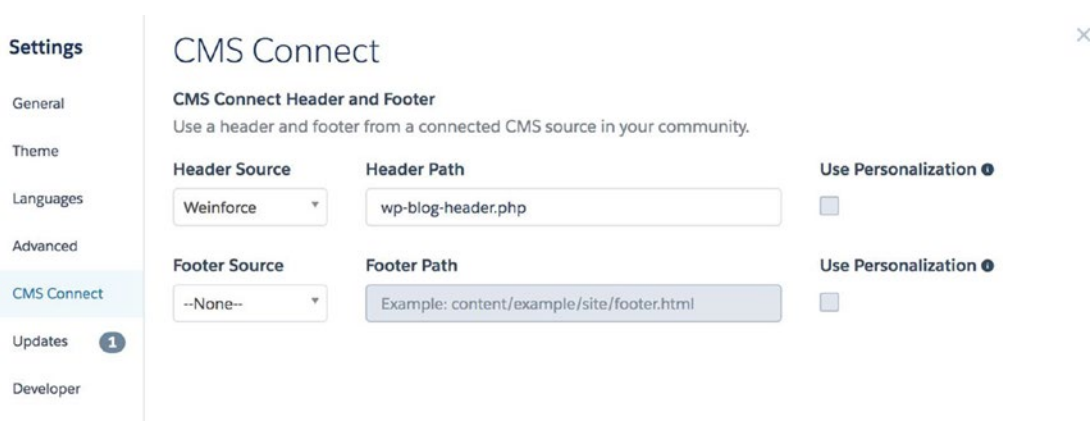 Settings
General
Theme
Languages
Advanced
CMS Connect
Updates 1
Developer
CMS Connect
CMS Connect Header and Footer
Use a header and footer from a connected CMS source in your community.
Header Source Header Path Use Personalization
Weinforce wp-blog-header.php
Footer Source Footer Path Use Personalization
--None-- Example: content/example/site/footer.html